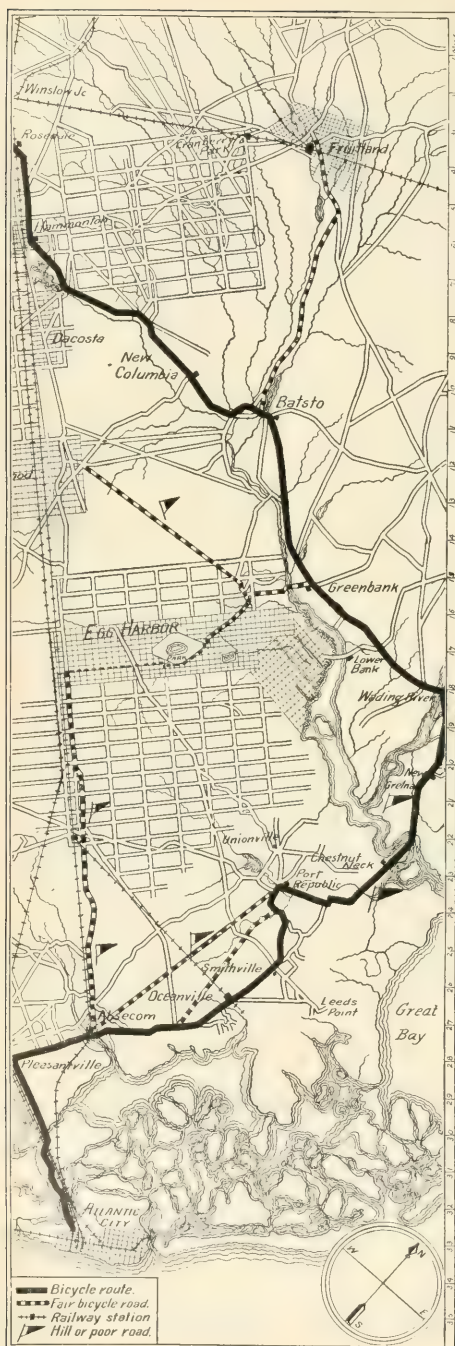 Winslow Jc
Rosedale
Cranberry
Fruitland
Hammonton
Dacosta
New
Columbia
Batsto
Greenbank
EGG HARBOR
PARK
Lower
Bank
Wading River
New
Gretna
Unionville
Chestnut
Neck
Port
Republic
Smithville
Oceanville
Leeds
Point
Great
Bay
Absecom
Pleasantville
ATLANTIC
CITY
N
W
E
S
Bicycle route.
Fair bicycle road.
Railway station
Hill or poor road.